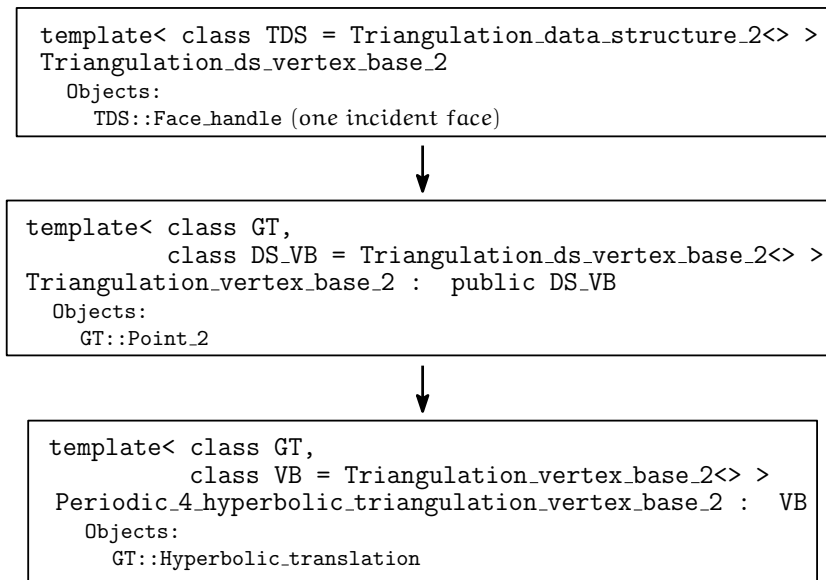 template< class TDS = Triangulation_data_structure_2<> >
Triangulation_ds_vertex_base_2
Objects:
TDS::Face_handle (one incident face)
template< class GT,
class DS_VB = Triangulation_ds_vertex_base_2<> >
Triangulation_vertex_base_2 : public DS_VB
Objects:
GT::Point_2
template< class GT,
class VB = Triangulation_vertex_base_2<> >
Periodic_4_hyperbolic_triangulation_vertex_base_2 : VB
Objects:
GT::Hyperbolic_translation